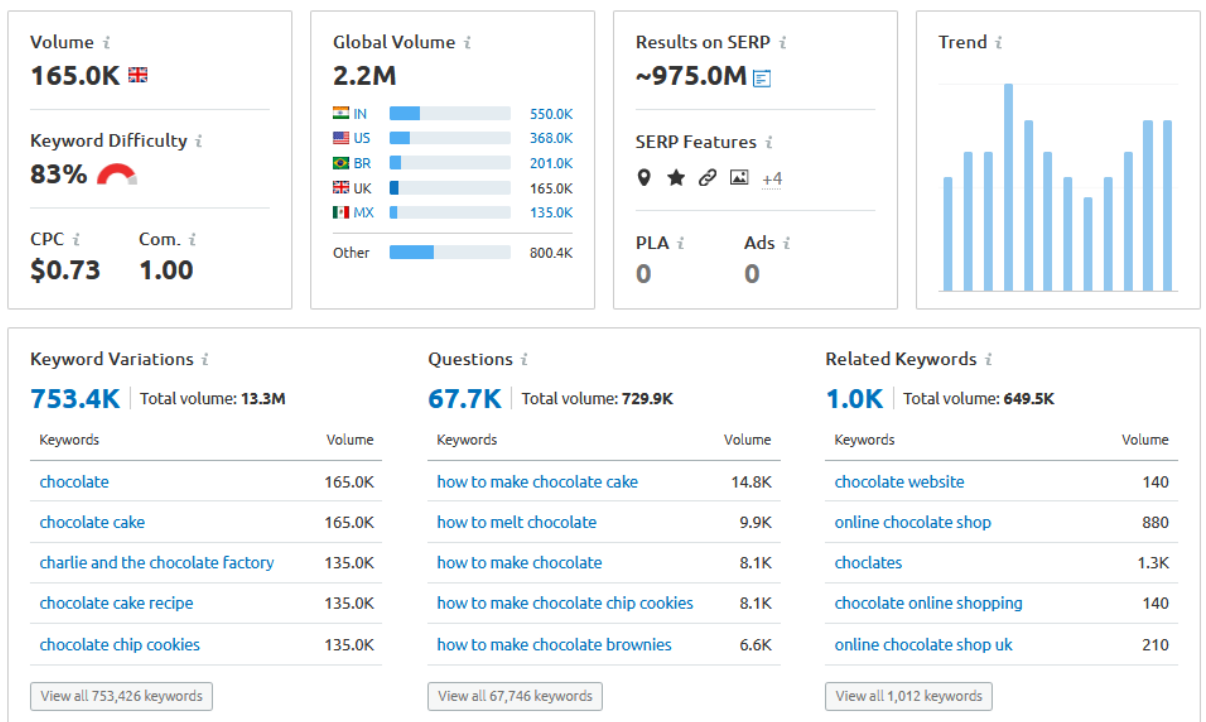 Volume i
165.0K
Keyword Difficulty i
83%
CPC i Com. i
$0.73 1.00
Global Volume i
2.2M
IN 550.0K
US 368.0K
BR 201.0K
UK 165.0K
MX 135.0K
Other 800.4K
Results on SERP i
~975.0M
SERP Features i
+4
PLA i Ads i
0 0
Trend i
Keyword Variations i
753.4K Total volume: 13.3M
Keywords Volume
chocolate 165.0K
chocolate cake 165.0K
charlie and the chocolate factory 135.0K
chocolate cake recipe 135.0K
chocolate chip cookies 135.0K
View all 753,426 keywords
Questions i
67.7K Total volume: 729.9K
Keywords Volume
how to make chocolate cake 14.8K
how to melt chocolate 9.9K
how to make chocolate 8.1K
how to make chocolate chip cookies 8.1K
how to make chocolate brownies 6.6K
View all 67,746 keywords
Related Keywords i
1.0K Total volume: 649.5K
Keywords Volume
chocolate website 140
online chocolate shop 880
choclates 1.3K
chocolate online shopping 140
online chocolate shop uk 210
View all 1,012 keywords